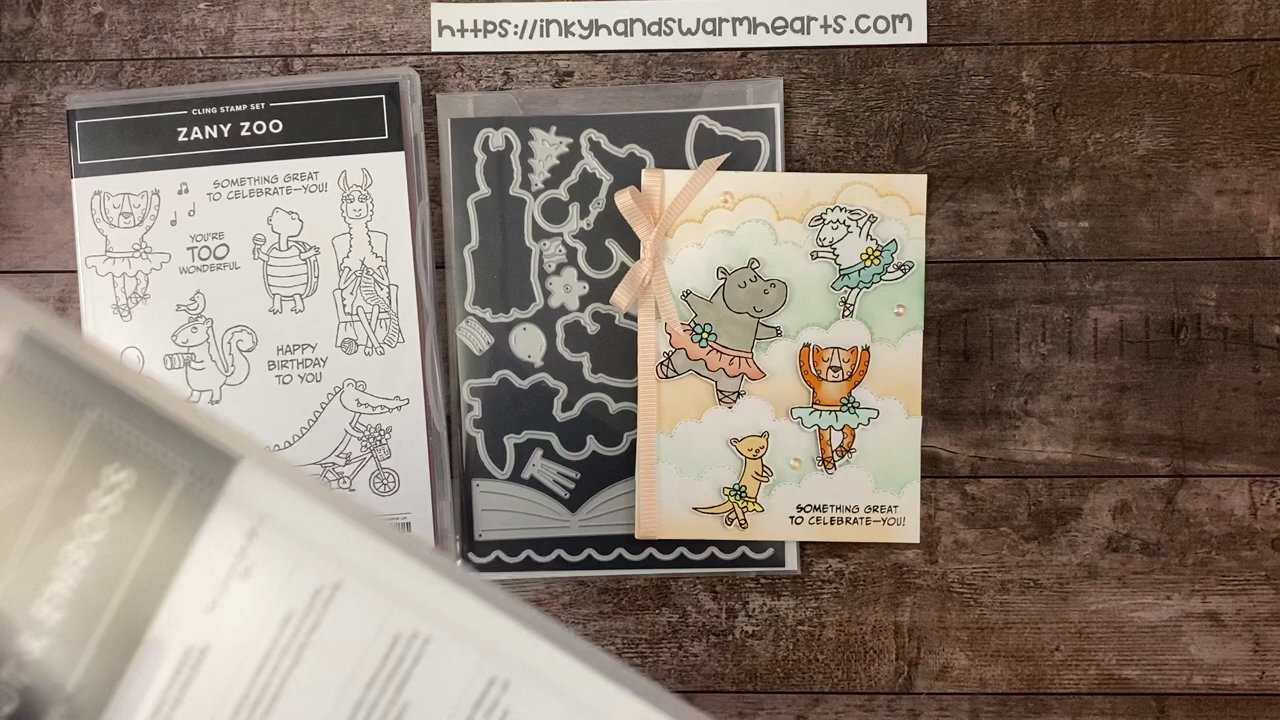 https://inkyhandswarmhearts.com
CLING STAMP SET
ZANY ZOO
SOMETHING GREAT
TO CELEBRATE—YOU!
YOU'RE
TOO
WONDERFUL
HAPPY
BIRTHDAY
TO YOU
SOMETHING GREAT
TO CELEBRATE—YOU!